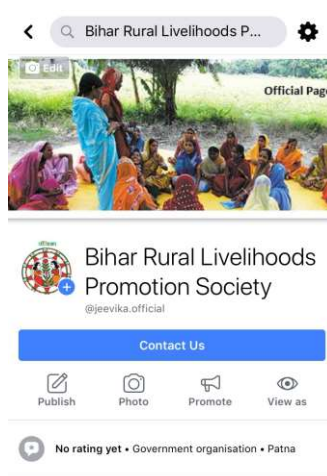 Bihar Rural Livelihoods P...
Edit
Official Page
Bihar Rural Livelihoods
Promotion Society
@jeevika.official
Contact Us
Publish Photo Promote View as
No rating yet • Government organisation • Patna